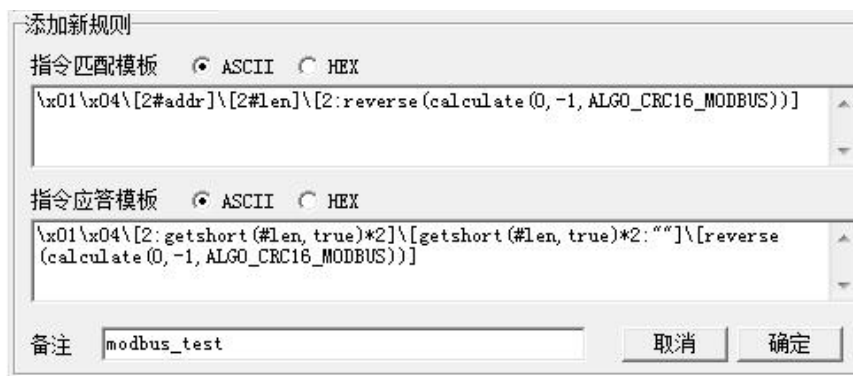 添加新规则
指令匹配模板 ASCII HEX
\x01\x04\[2#addr]\[2#len]\[2:reverse(calculate(0,-1,ALGO_CRC16_MODBUS))]
指令应答模板 ASCII HEX
\x01\x04\[2:getshort(#len,true)*2]\[getshort(#len,true)*2:""]\[reverse
(calculate(0,-1,ALGO_CRC16_MODBUS))]
备注 modbus_test 取消 确定